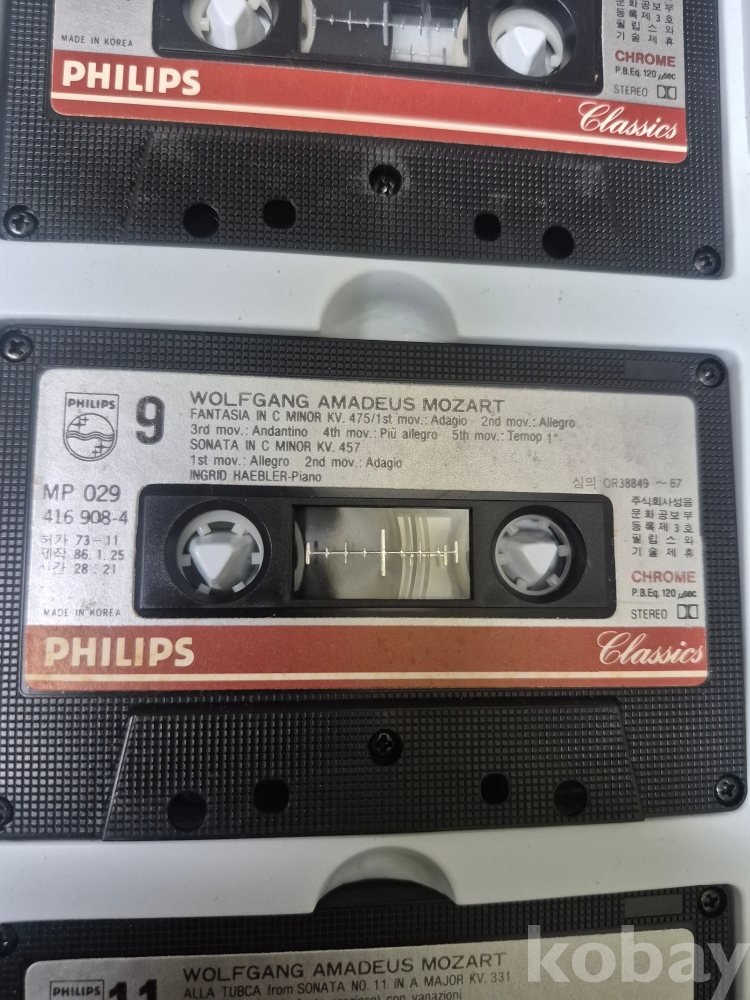 문화공보부
등록제3호
필립스와
기술제휴
MADE IN KOREA
CHROME
P.B.Eq. 120 μsec
PHILIPS
STEREO
Classics
PHILIPS
9
WOLFGANG AMADEUS MOZART
FANTASIA IN C MINOR KV. 475/1st mov.: Adagio 2nd mov.: Allegro
3rd mov.: Andantino 4th mov.: Più allegro 5th mov.: Temop 1°
SONATA IN C MINOR KV. 457
1st mov.: Allegro 2nd mov.: Adagio
INGRID HAEBLER-Piano
심의 QR38849 ~ 67
MP 029
416 908-4
허가 73-11
제작 86.1.25
시간 28:21
주식회사성음
문화공보부
등록제3호
필립스와
기술제휴
CHROME
P.B.Eq. 120 μsec
MADE IN KOREA
STEREO
PHILIPS
Classics
PHILIPS
11
WOLFGANG AMADEUS MOZART
ALLA TUBCA from SONATA NO. 11 IN A MAJOR KV. 331
kobay